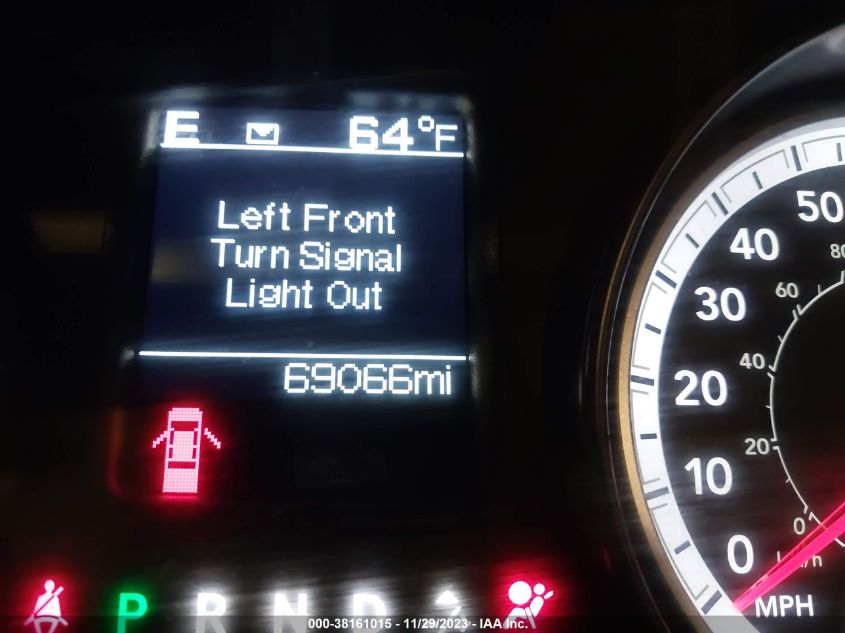 E 64°F
Left Front
Turn Signal
Light Out
69066mi
P R N D
50
40
30
20
10
0
80
60
40
20
0
km/h
MPH
000-38161015 - 11/29/2023 - IAA Inc.